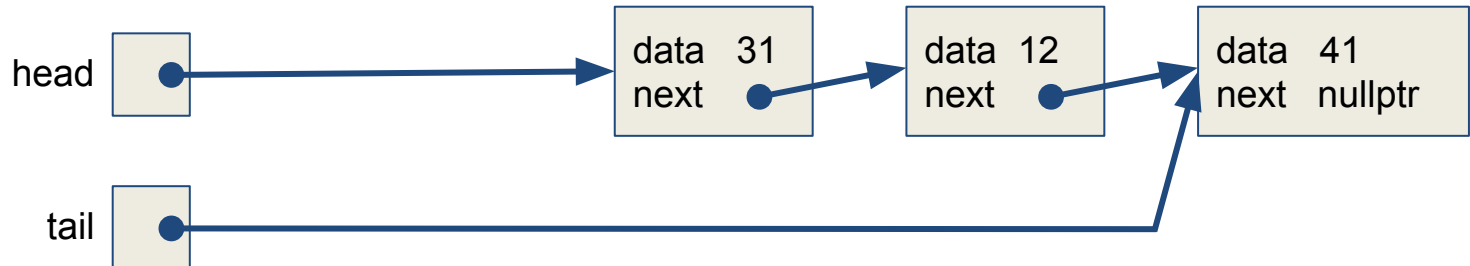 head
data 31
next
data 12
next
data 41
next nullptr
tail